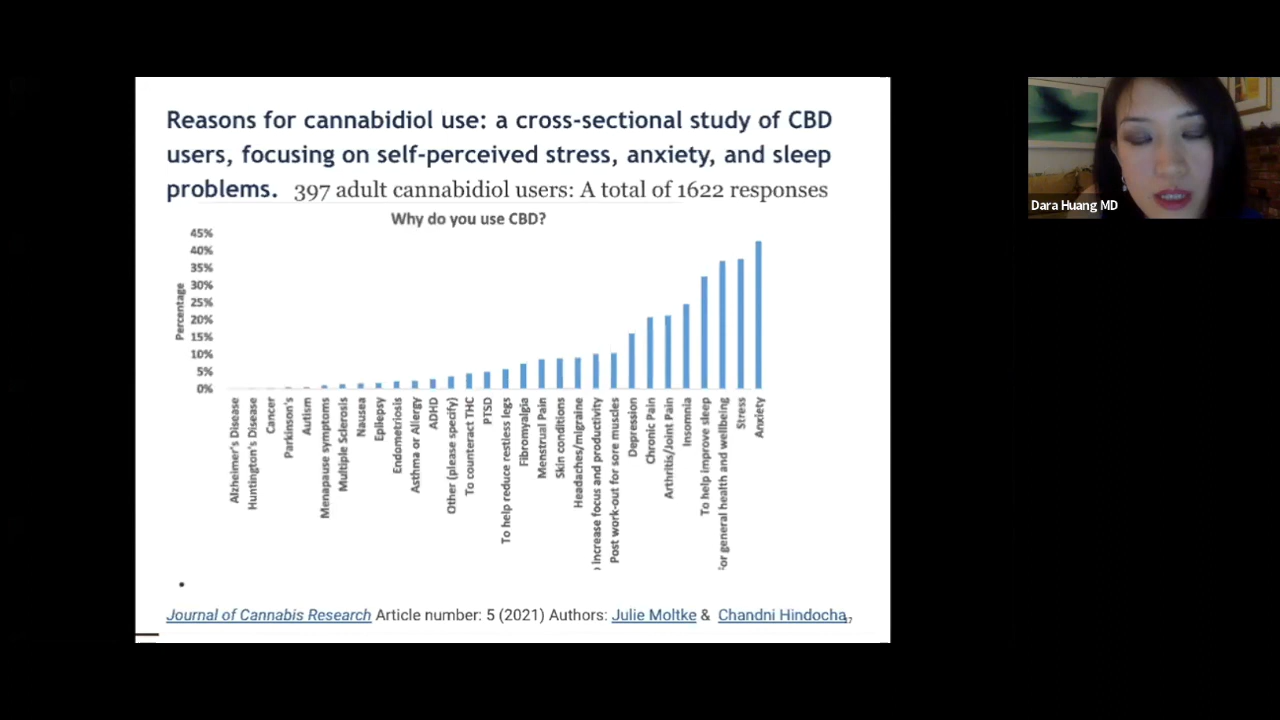 Reasons for cannabidiol use: a cross-sectional study of CBD
users, focusing on self-perceived stress, anxiety, and sleep
problems. 397 adult cannabidiol users: A total of 1622 responses
Why do you use CBD?
Percentage
45%
40%
35%
30%
25%
20%
15%
10%
5%
0%
Alzheimer's Disease
Huntington's Disease
Cancer
Parkinson's
Autism
Menapause symptoms
Multiple Sclerosis
Nausea
Epilepsy
Endometriosis
Asthma or Allergy
ADHD
Other (please specify)
To counteract THC
PTSD
To help reduce restless legs
Fibromyalgia
Menstrual Pain
Skin conditions
Headaches/migraine
increase focus and productivity
Post work-out for sore muscles
Depression
Chronic Pain
Arthritis/Joint Pain
Insomnia
To help improve sleep
For general health and wellbeing
Stress
Anxiety
Journal of Cannabis Research Article number: 5 (2021) Authors: Julie Moltke & Chandni Hindocha,
Dara Huang MD